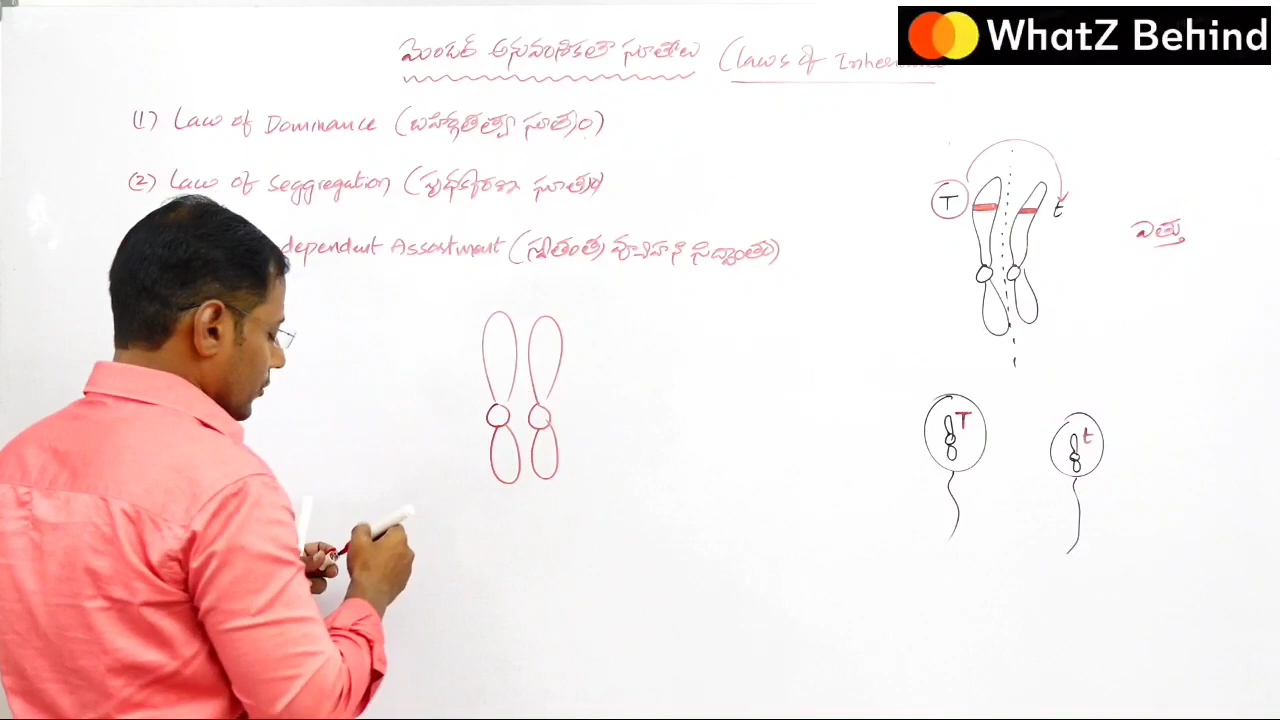 WhatZ Behind
మెండల్ అనువంశికతా సూత్రాలు (Laws of
(1) Law of Dominance (బహిర్గతత్వా సూత్రం)
(2) Law of Seggregation (పృథకీకరణ సూత్రం)
dependent Assortment (స్వతంత్ర వ్యూహన సిద్ధాంతం)
T t
ఎత్తు
T t